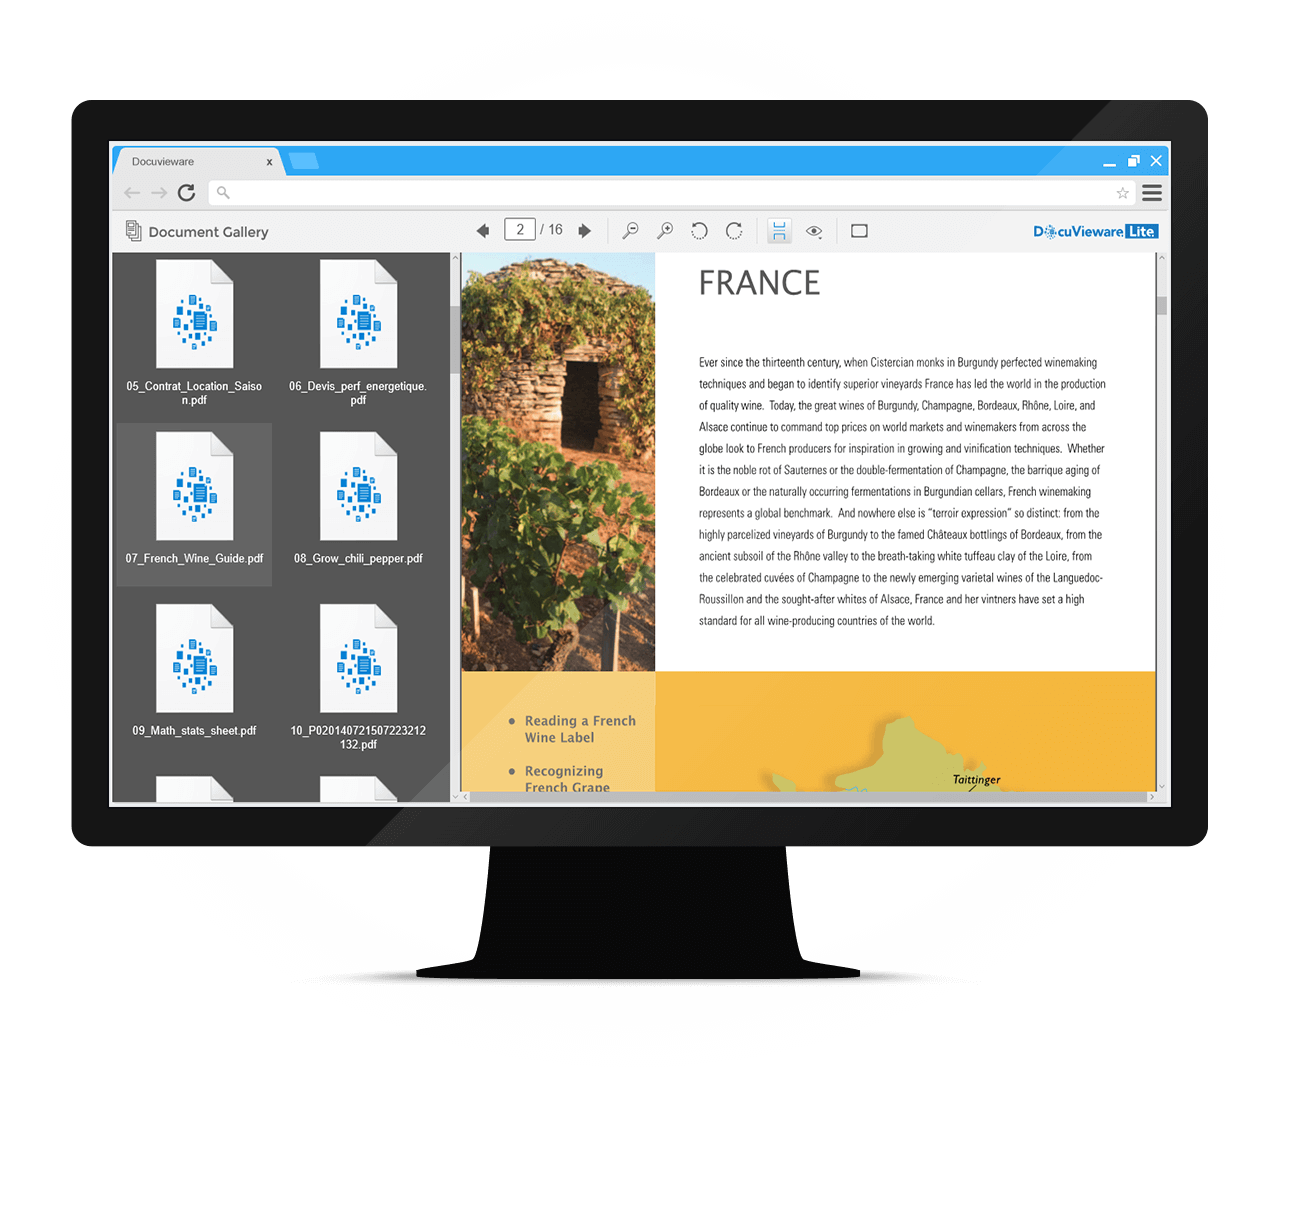 Docuvieware x
Document Gallery
2 / 16
DocuVieware Lite
05_Contrat_Location_Saiso
n.pdf
06_Devis_perf_energetique.
pdf
07_French_Wine_Guide.pdf
08_Grow_chili_pepper.pdf
09_Math_stats_sheet.pdf
10_P020140721507223212
132.pdf
FRANCE
Ever since the thirteenth century, when Cistercian monks in Burgundy perfected winemaking
techniques and began to identify superior vineyards France has led the world in the production
of quality wine.  Today, the great wines of Burgundy, Champagne, Bordeaux, Rhône, Loire, and
Alsace continue to command top prices on world markets and winemakers from across the
globe look to French producers for inspiration in growing and vinification techniques.  Whether
it is the noble rot of Sauternes or the double-fermentation of Champagne, the barrique aging of
Bordeaux or the naturally occurring fermentations in Burgundian cellars, French winemaking
represents a global benchmark.  And nowhere else is “terroir expression” so distinct: from the
highly parcelized vineyards of Burgundy to the famed Châteaux bottlings of Bordeaux, from the
ancient subsoil of the Rhône valley to the breath-taking white tuffeau clay of the Loire, from
the celebrated cuvées of Champagne to the newly emerging varietal wines of the Languedoc-
Roussillon and the sought-after whites of Alsace, France and her vintners have set a high
standard for all wine-producing countries of the world.
• Reading a French
Wine Label
• Recognizing
French Grape
Taittinger